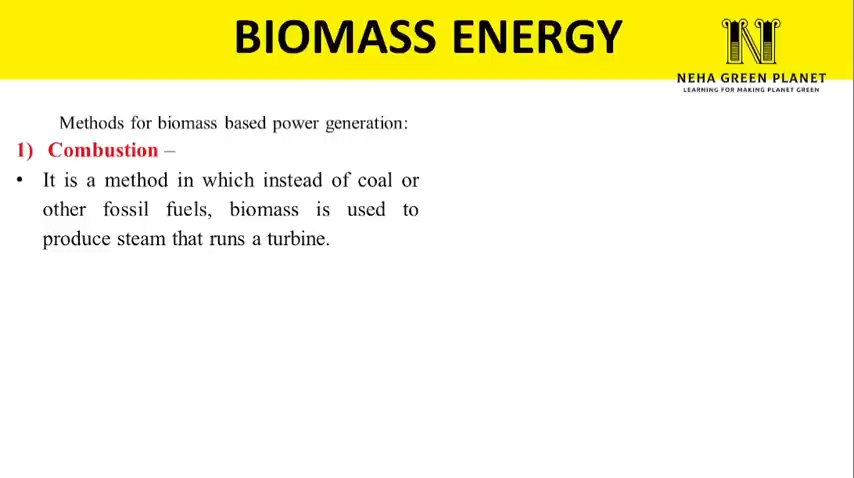 BIOMASS ENERGY
N
NEHA GREEN PLANET
LEARNING FOR MAKING PLANET GREEN
Methods for biomass based power generation:
1) Combustion –
• It is a method in which instead of coal or
other fossil fuels, biomass is used to
produce steam that runs a turbine.